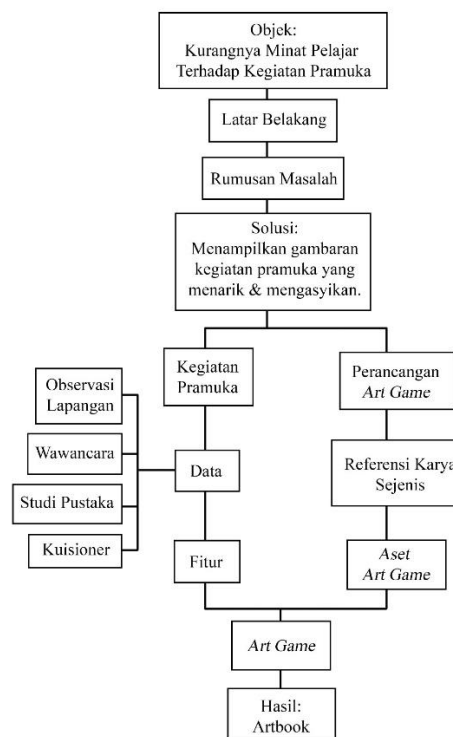 Objek:
Kurangnya Minat Pelajar
Terhadap Kegiatan Pramuka
Latar Belakang
Rumusan Masalah
Solusi:
Menampilkan gambaran
kegiatan pramuka yang
menarik & mengasyikan.
Kegiatan
Pramuka
Perancangan
Art Game
Observasi
Lapangan
Wawancara
Studi Pustaka
Kuisioner
Data
Referensi Karya
Sejenis
Fitur
Aset
Art Game
Art Game
Hasil:
Artbook